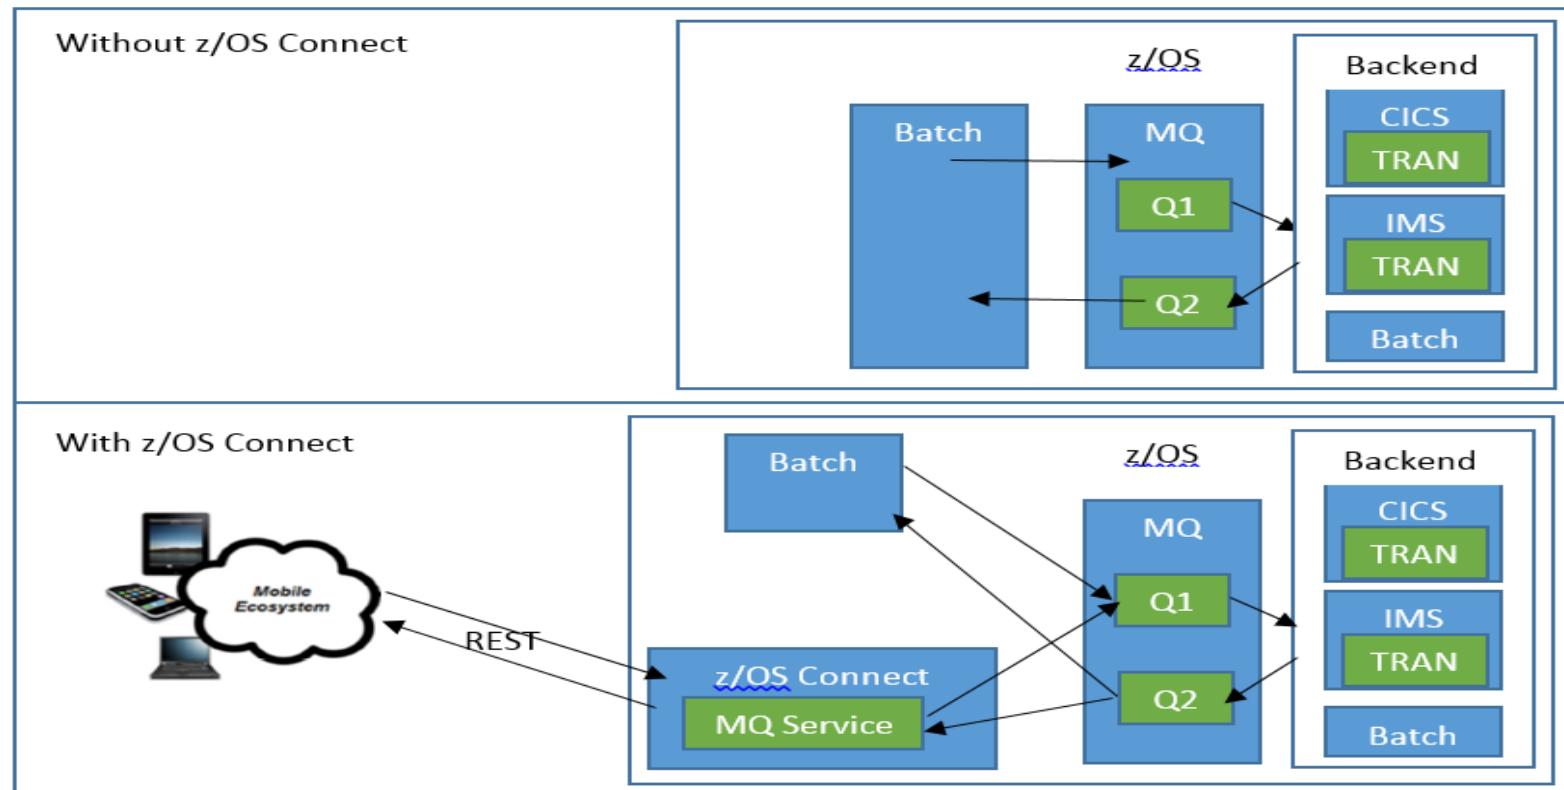 Without z/OS Connect
z/OS
Backend
Batch
MQ
CICS
TRAN
Q1
IMS
TRAN
Q2
Batch
With z/OS Connect
z/OS
Batch
Backend
MQ
CICS
TRAN
Mobile
Ecosystem
Q1
IMS
REST
TRAN
z/OS Connect
Q2
MQ Service
Batch